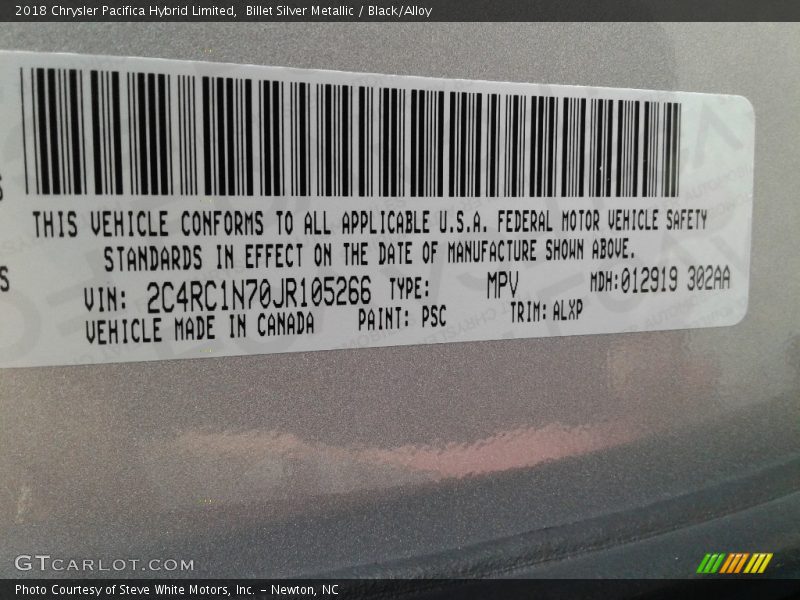 2018 Chrysler Pacifica Hybrid Limited, Billet Silver Metallic / Black/Alloy
THIS VEHICLE CONFORMS TO ALL APPLICABLE U.S.A. FEDERAL MOTOR VEHICLE SAFETY
STANDARDS IN EFFECT ON THE DATE OF MANUFACTURE SHOWN ABOVE.
VIN: 2C4RC1N70JR105266 TYPE: MPV MDH:012919 302AA
VEHICLE MADE IN CANADA PAINT: PSC TRIM: ALXP
GTCARLOT.COM
Photo Courtesy of Steve White Motors, Inc. - Newton, NC